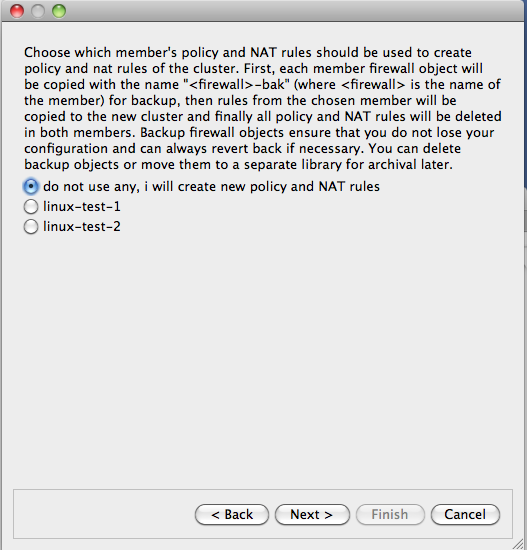 Choose which member's policy and NAT rules should be used to create
policy and nat rules of the cluster. First, each member firewall object will
be copied with the name "<firewall>-bak" (where <firewall> is the name of
the member) for backup, then rules from the chosen member will be
copied to the new cluster and finally all policy and NAT rules will be deleted
in both members. Backup firewall objects ensure that you do not lose your
configuration and can always revert back if necessary. You can delete
backup objects or move them to a separate library for archival later.
do not use any, i will create new policy and NAT rules
linux-test-1
linux-test-2
< Back Next > Finish Cancel